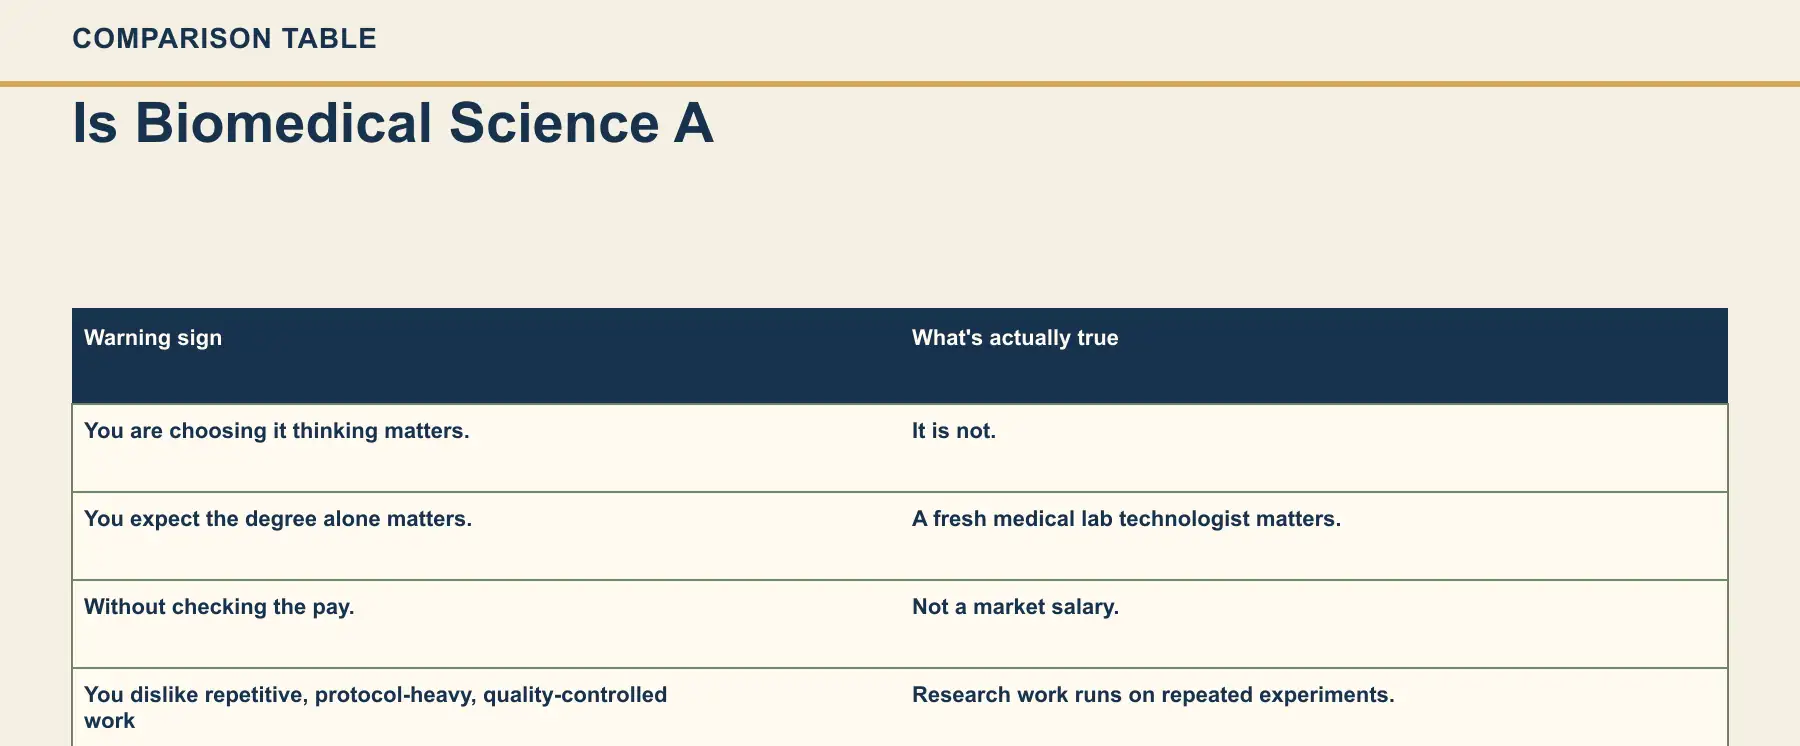 COMPARISON TABLE
Is Biomedical Science A
Warning sign
What's actually true
You are choosing it thinking matters.
It is not.
You expect the degree alone matters.
A fresh medical lab technologist matters.
Without checking the pay.
Not a market salary.
You dislike repetitive, protocol-heavy, quality-controlled
work
Research work runs on repeated experiments.